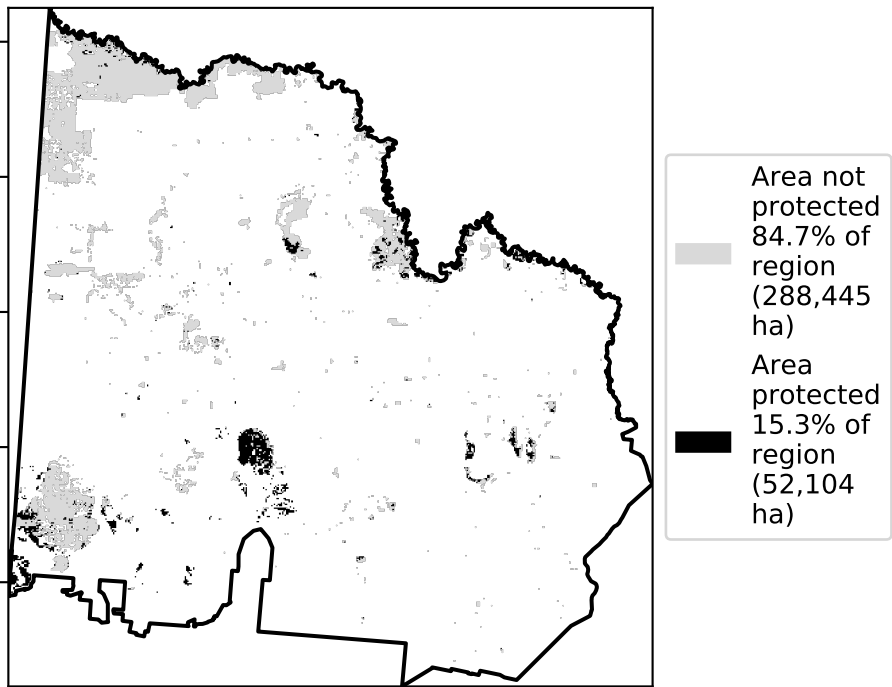 Area not
protected
84.7% of
region
(288,445
ha)
Area
protected
15.3% of
region
(52,104
ha)